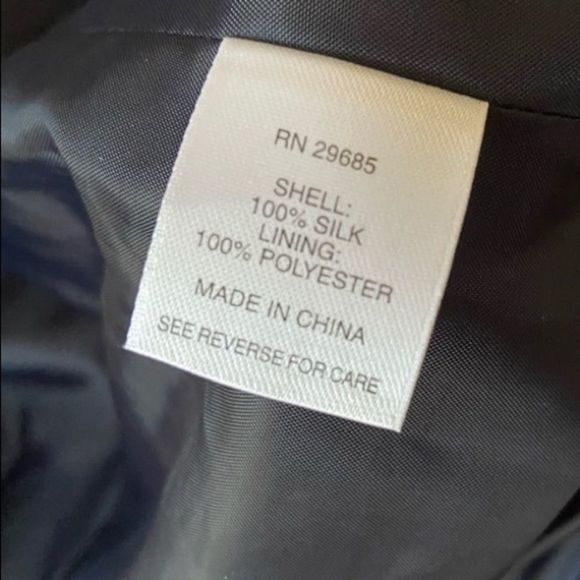 RN 29685
SHELL:
100% SILK
LINING:
100% POLYESTER
MADE IN CHINA
SEE REVERSE FOR CARE